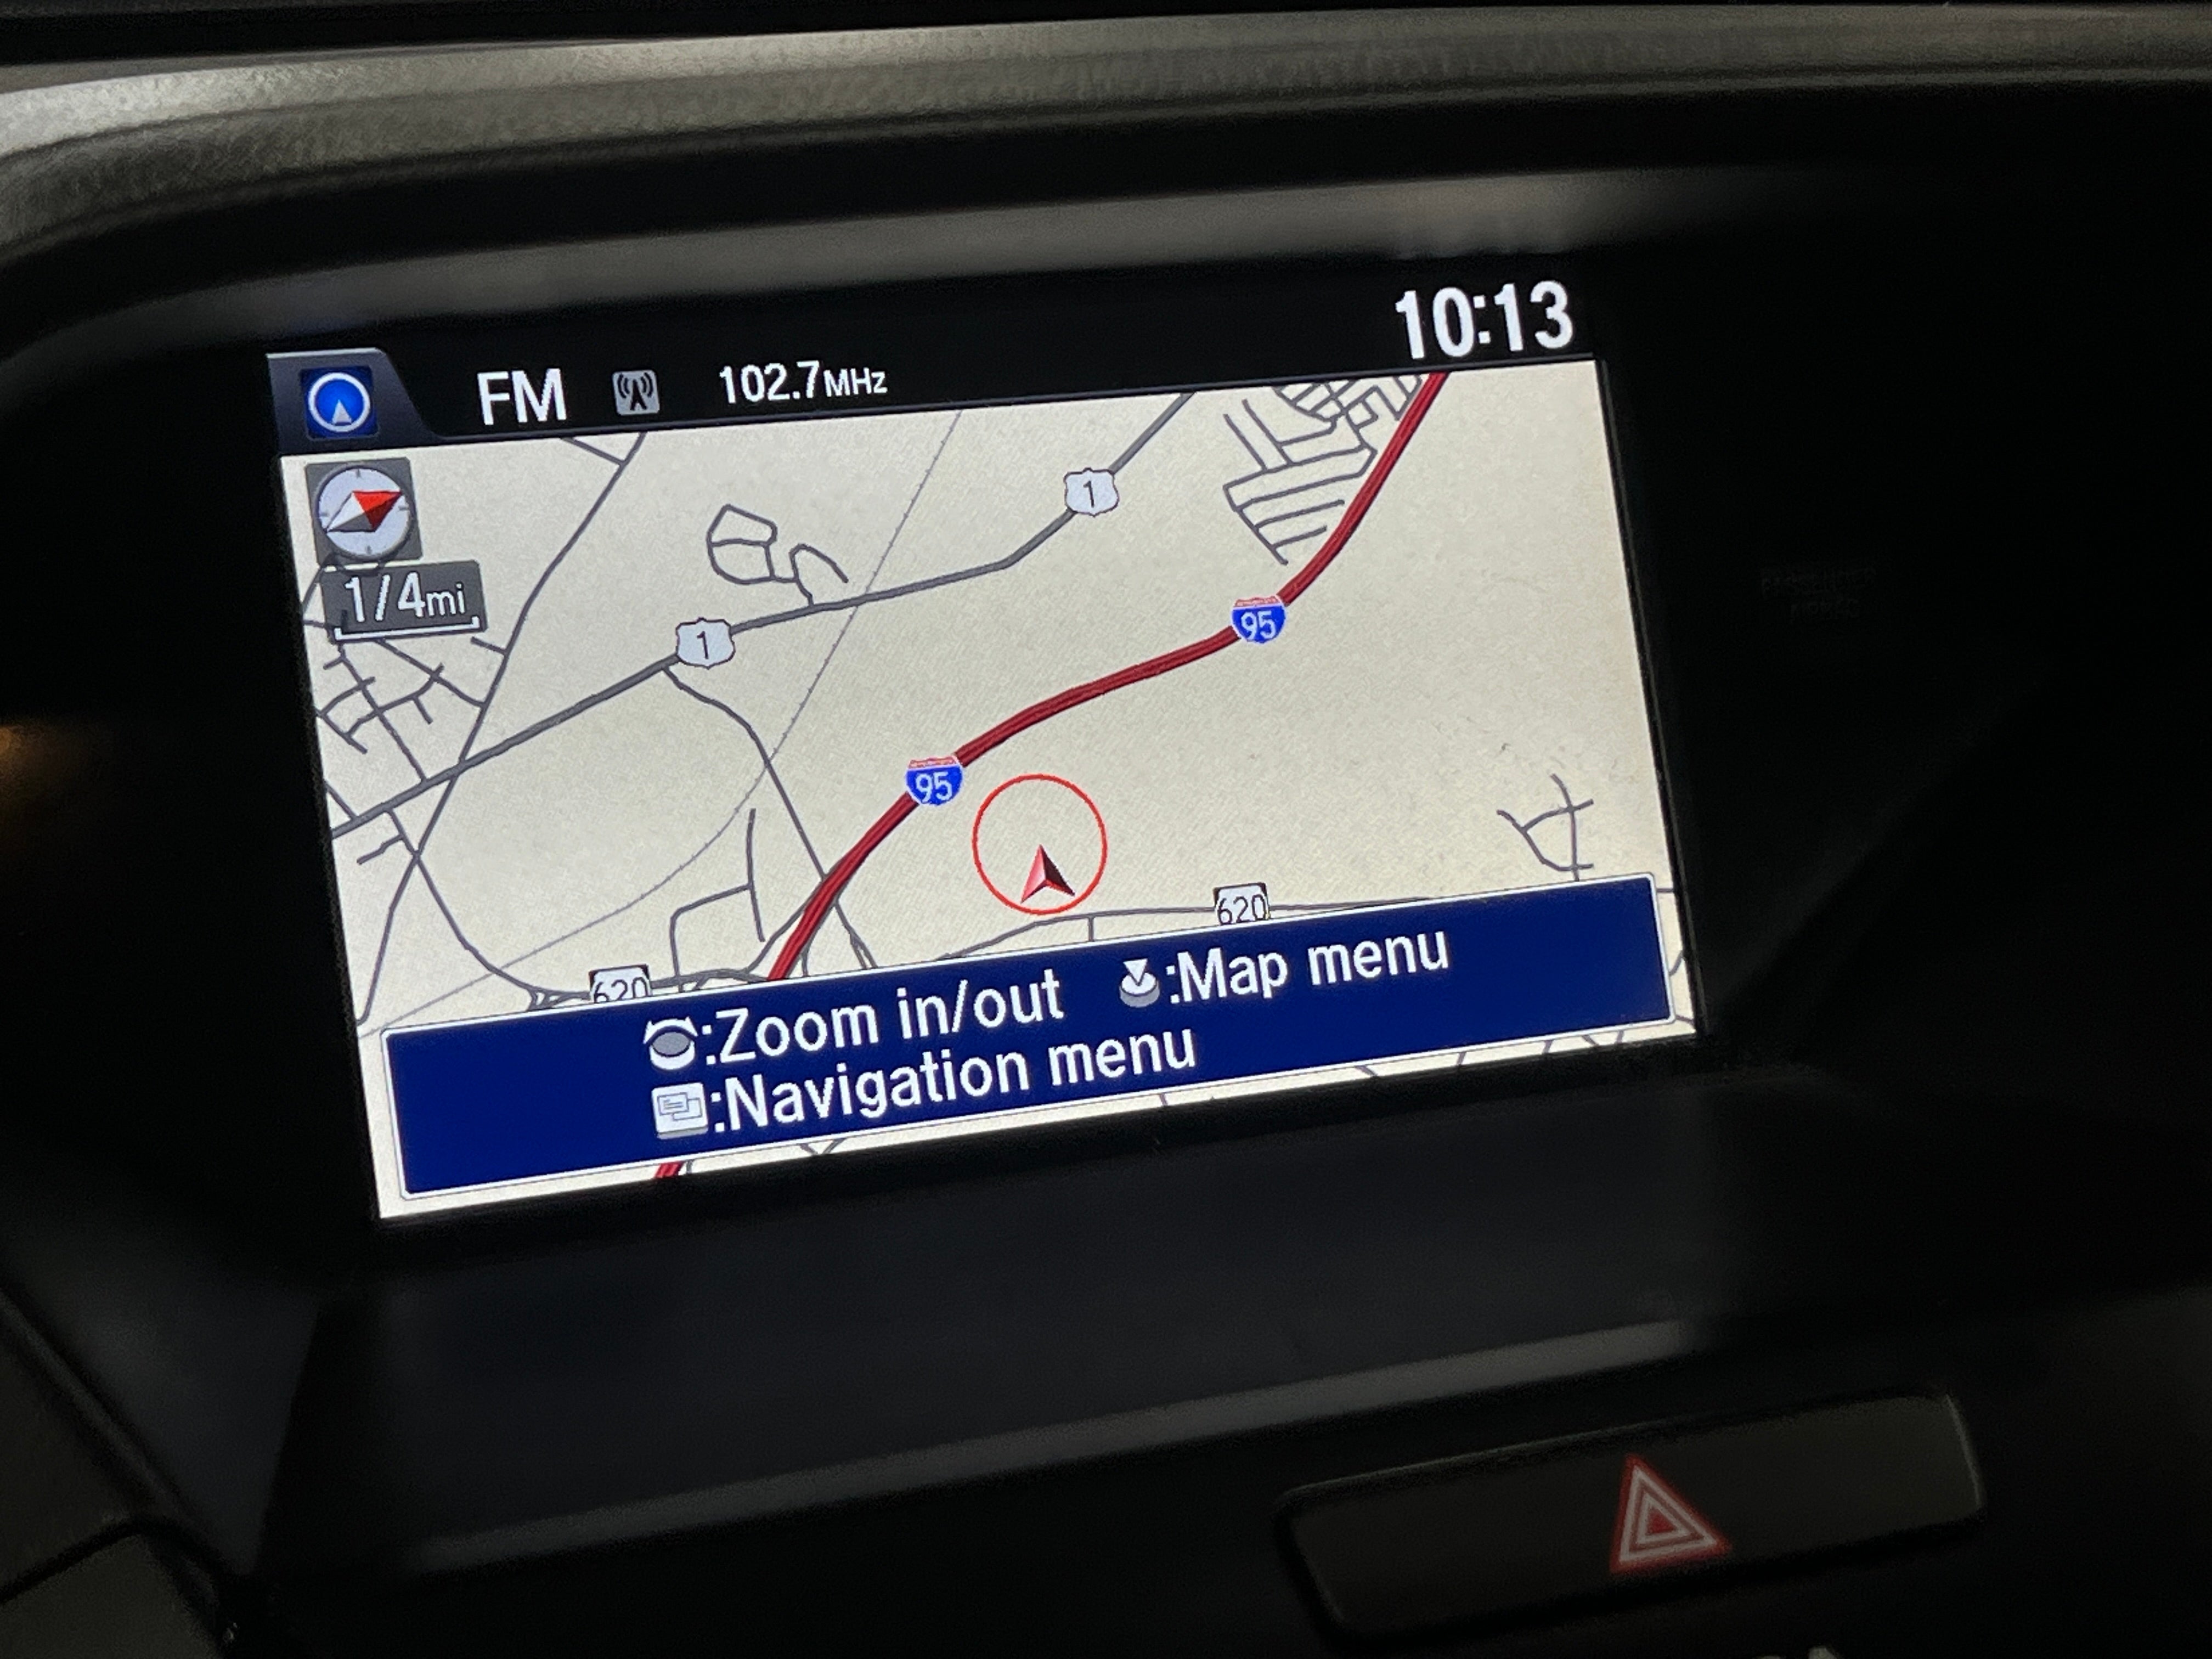 10:13
FM 102.7MHz
1/4mi
1
1
95
95
620
620
:Zoom in/out :Map menu
:Navigation menu